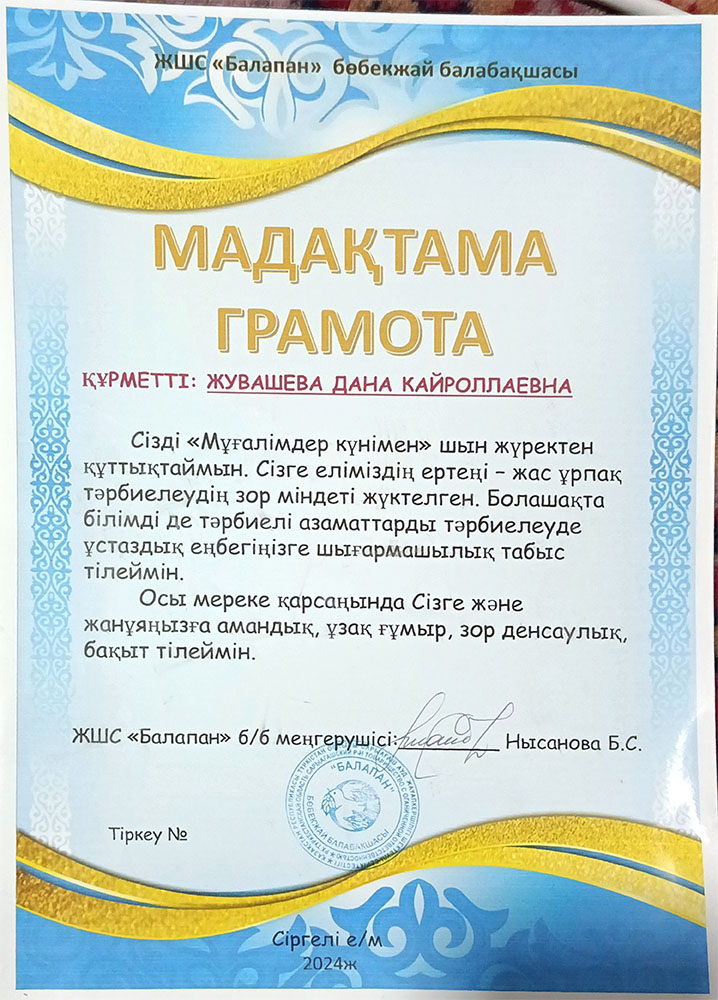 ЖШС «Балапан» бөбекжай балабақшасы
МАДАҚТАМА
ГРАМОТА
ҚҰРМЕТТІ: ЖУВАШЕВА ДАНА КАЙРОЛЛАЕВНА
Сізді «Мұғалімдер күнімен» шын жүректен
құттықтаймын. Сізге еліміздің ертеңі – жас ұрпақ
тәрбиелеудің зор міндеті жүктелген. Болашақта
білімді де тәрбиелі азаматтарды тәрбиелеуде
ұстаздық еңбегіңізге шығармашылық табыс
тілеймін.
Осы мереке қарсаңында Сізге және
жанұяңызға амандық, ұзақ ғұмыр, зор денсаулық,
бақыт тілеймін.
ЖШС «Балапан» б/б меңгерушісі: Нысанова Б.С.
"БАЛАПАН"
БӨБЕКЖАЙ БАЛАБАҚШАСЫ
Тіркеу №
Сіргелі е/м
2024ж